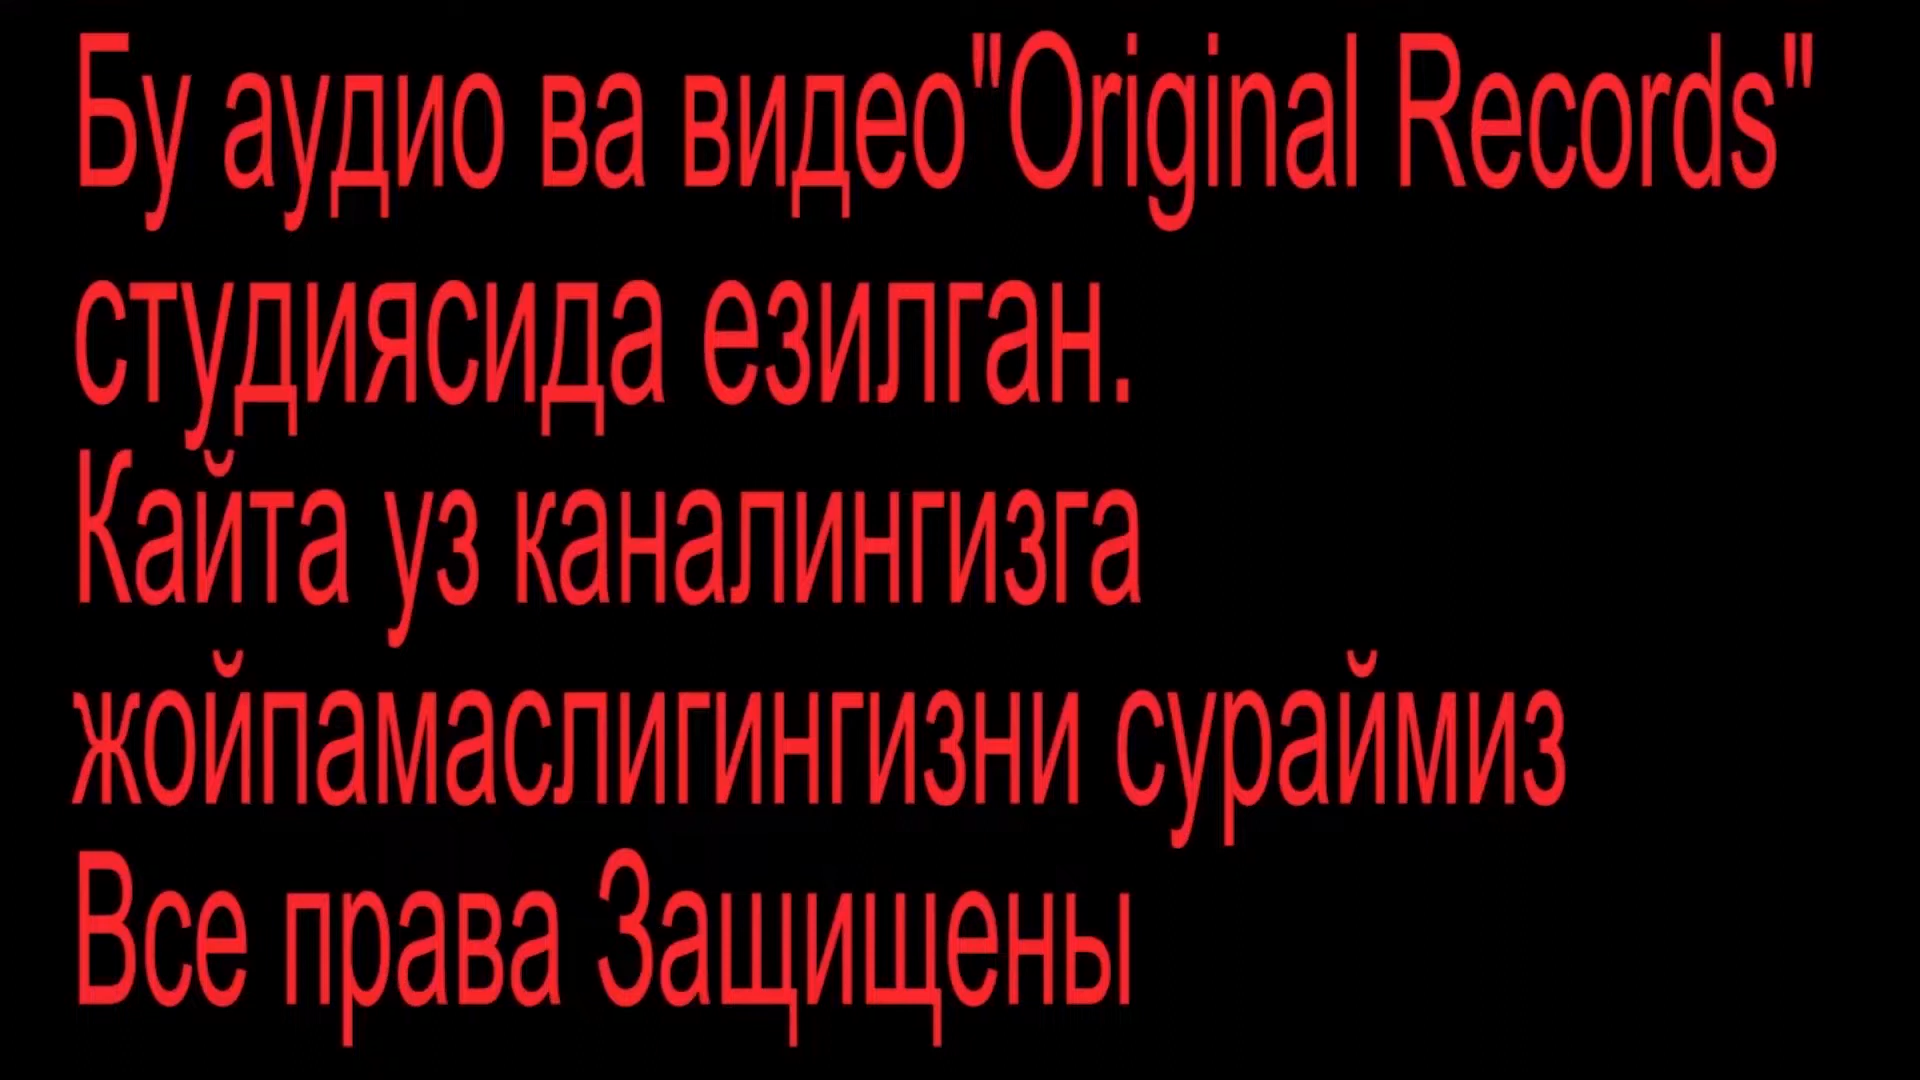 Бу аудио ва видео"Original Records"
студиясида езилган.
Кайта уз каналингизга
жойпамаслигингизни сураймиз
Все права Защищены